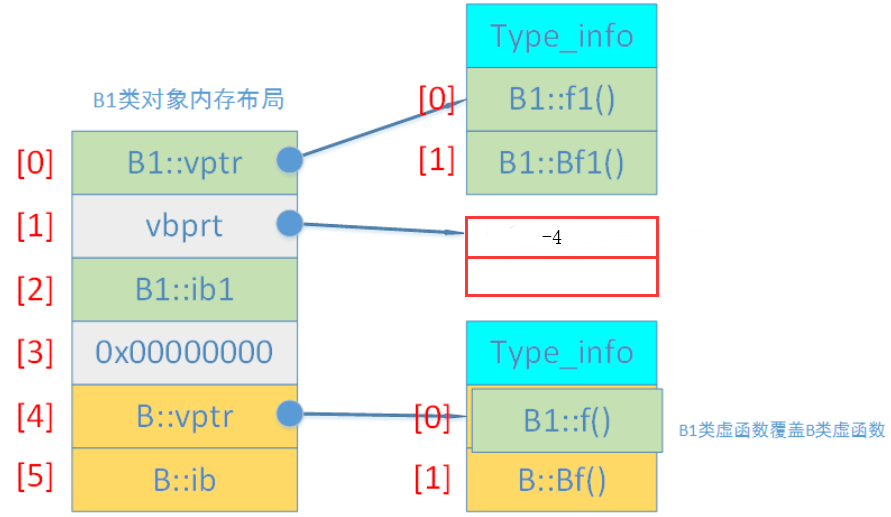 B1类对象内存布局
[0] B1::vptr
[1] vbprt
[2] B1::ib1
[3] 0x00000000
[4] B::vptr
[5] B::ib
Type_info
[0] B1::f1()
[1] B1::Bf1()
-4
Type_info
[0] B1::f()
[1] B::Bf()
B1类虚函数覆盖B类虚函数